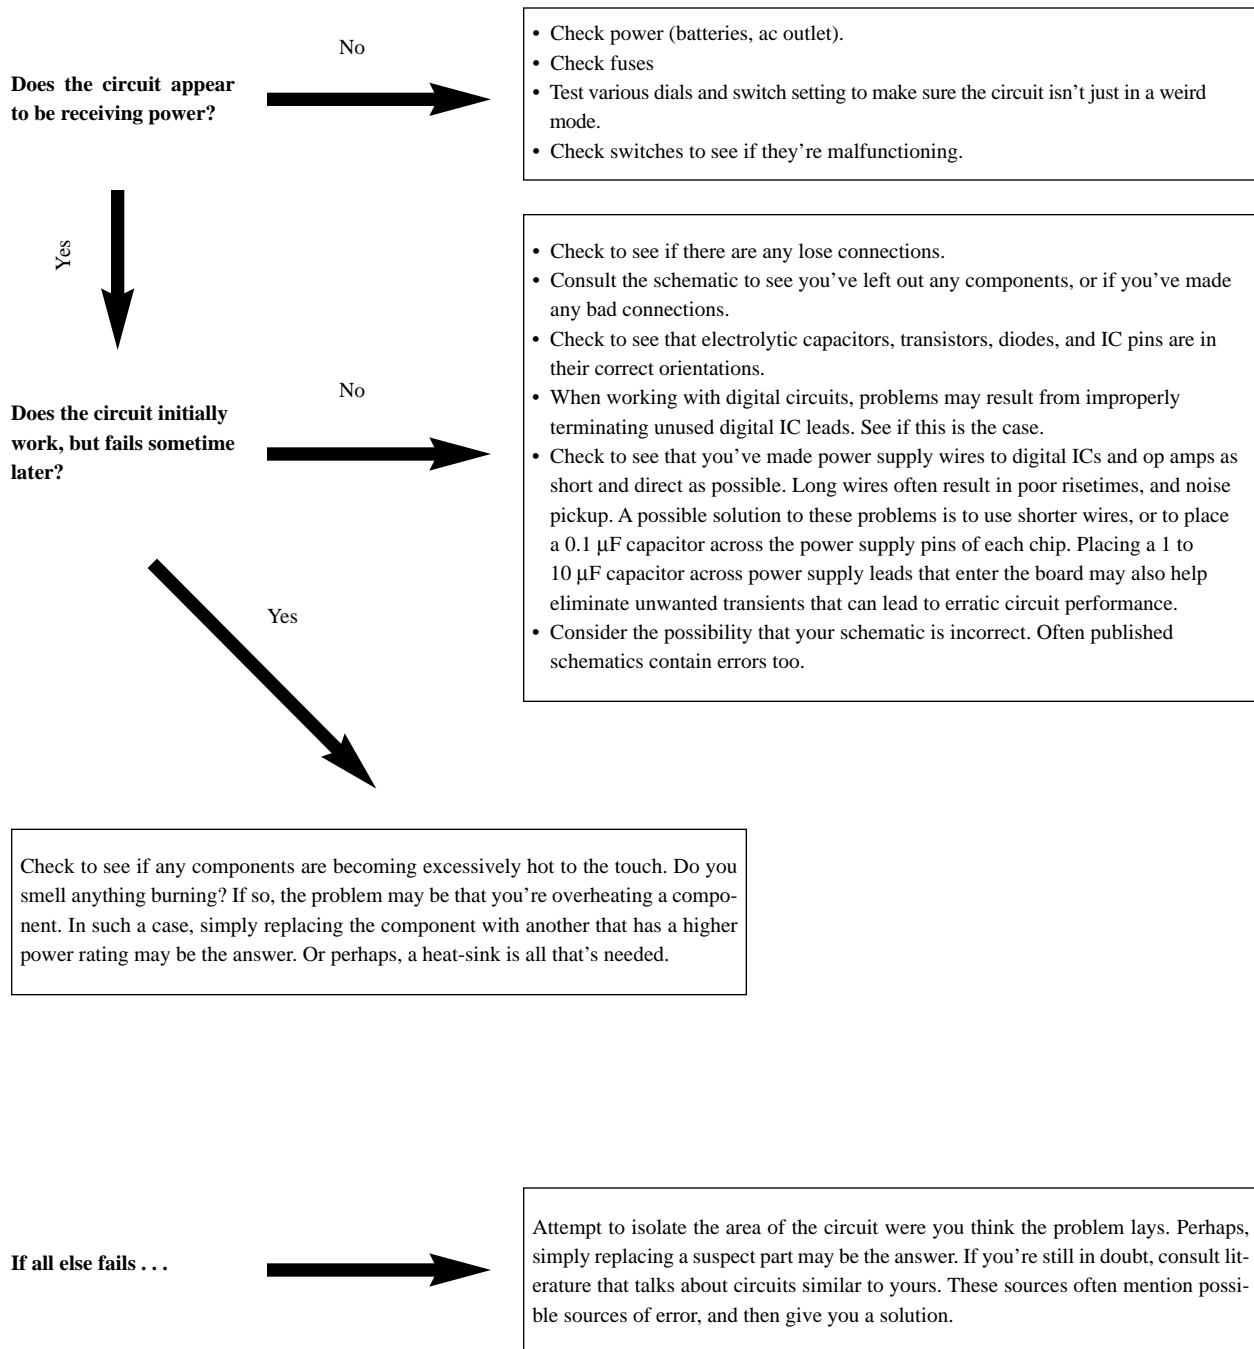 No
Does the circuit appear
to be receiving power?
• Check power (batteries, ac outlet).
• Check fuses
• Test various dials and switch setting to make sure the circuit isn't just in a weird
mode.
• Check switches to see if they're malfunctioning.
Yes
Does the circuit initially
work, but fails sometime
later?
No
• Check to see if there are any lose connections.
• Consult the schematic to see you've left out any components, or if you've made
any bad connections.
• Check to see that electrolytic capacitors, transistors, diodes, and IC pins are in
their correct orientations.
• When working with digital circuits, problems may result from improperly
terminating unused digital IC leads. See if this is the case.
• Check to see that you've made power supply wires to digital ICs and op amps as
short and direct as possible. Long wires often result in poor risetimes, and noise
pickup. A possible solution to these problems is to use shorter wires, or to place
a 0.1 µF capacitor across the power supply pins of each chip. Placing a 1 to
10 µF capacitor across power supply leads that enter the board may also help
eliminate unwanted transients that can lead to erratic circuit performance.
• Consider the possibility that your schematic is incorrect. Often published
schematics contain errors too.
Yes
Check to see if any components are becoming excessively hot to the touch. Do you
smell anything burning? If so, the problem may be that you're overheating a compo-
nent. In such a case, simply replacing the component with another that has a higher
power rating may be the answer. Or perhaps, a heat-sink is all that's needed.
If all else fails . . .
Attempt to isolate the area of the circuit were you think the problem lays. Perhaps,
simply replacing a suspect part may be the answer. If you're still in doubt, consult lit-
erature that talks about circuits similar to yours. These sources often mention possi-
ble sources of error, and then give you a solution.